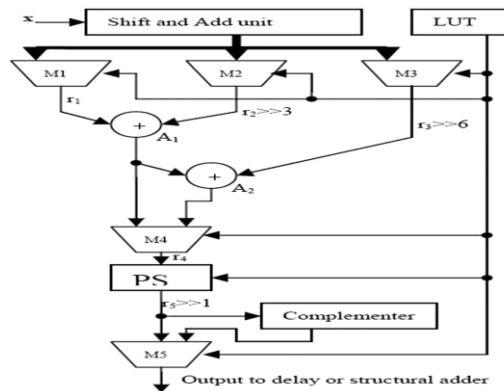 x
Shift and Add unit
LUT
M1
M2
M3
r1
r2>>3
r3>>6
+
A1
+
A2
M4
r4
PS
r5>>1
Complementer
M5
Output to delay or structural adder